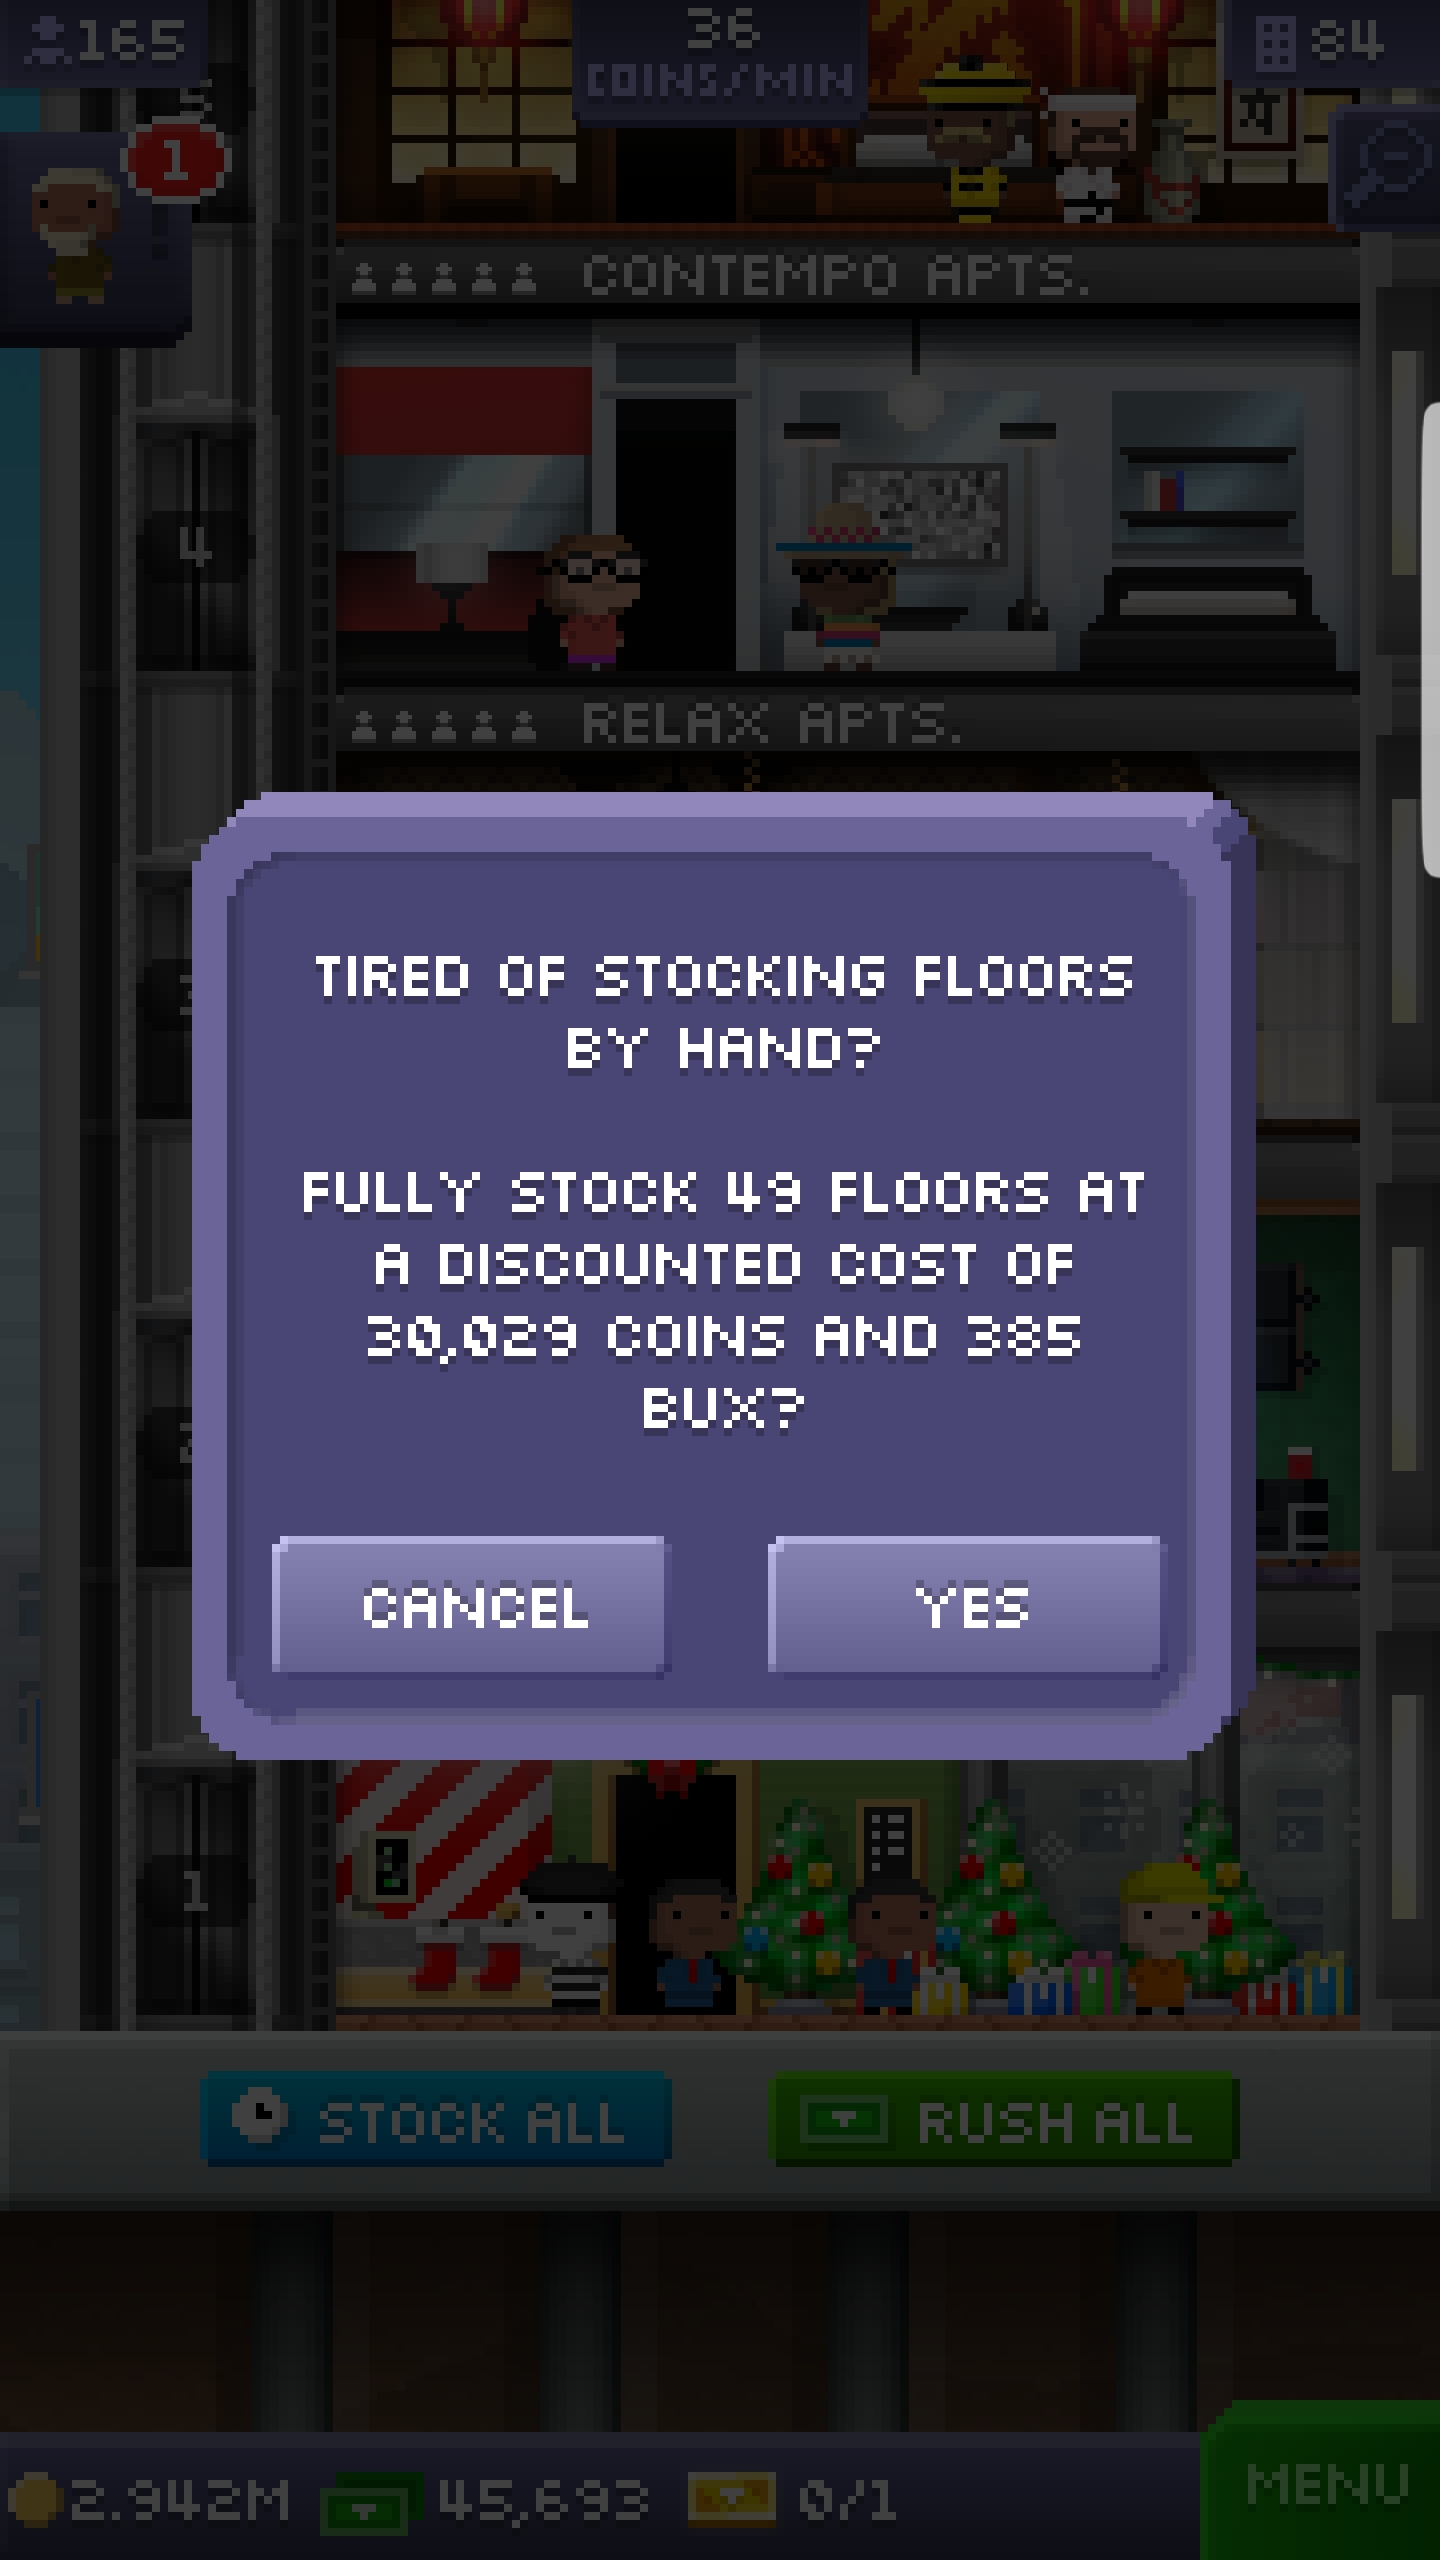 165
36
COINS/MIN
84
1
CONTEMPO APTS.
4
RELAX APTS.
TIRED OF STOCKING FLOORS
BY HAND?
FULLY STOCK 49 FLOORS AT
A DISCOUNTED COST OF
30,029 COINS AND 385
BUX?
CANCEL
YES
1
STOCK ALL
RUSH ALL
2.942M
45,693
0/1
MENU